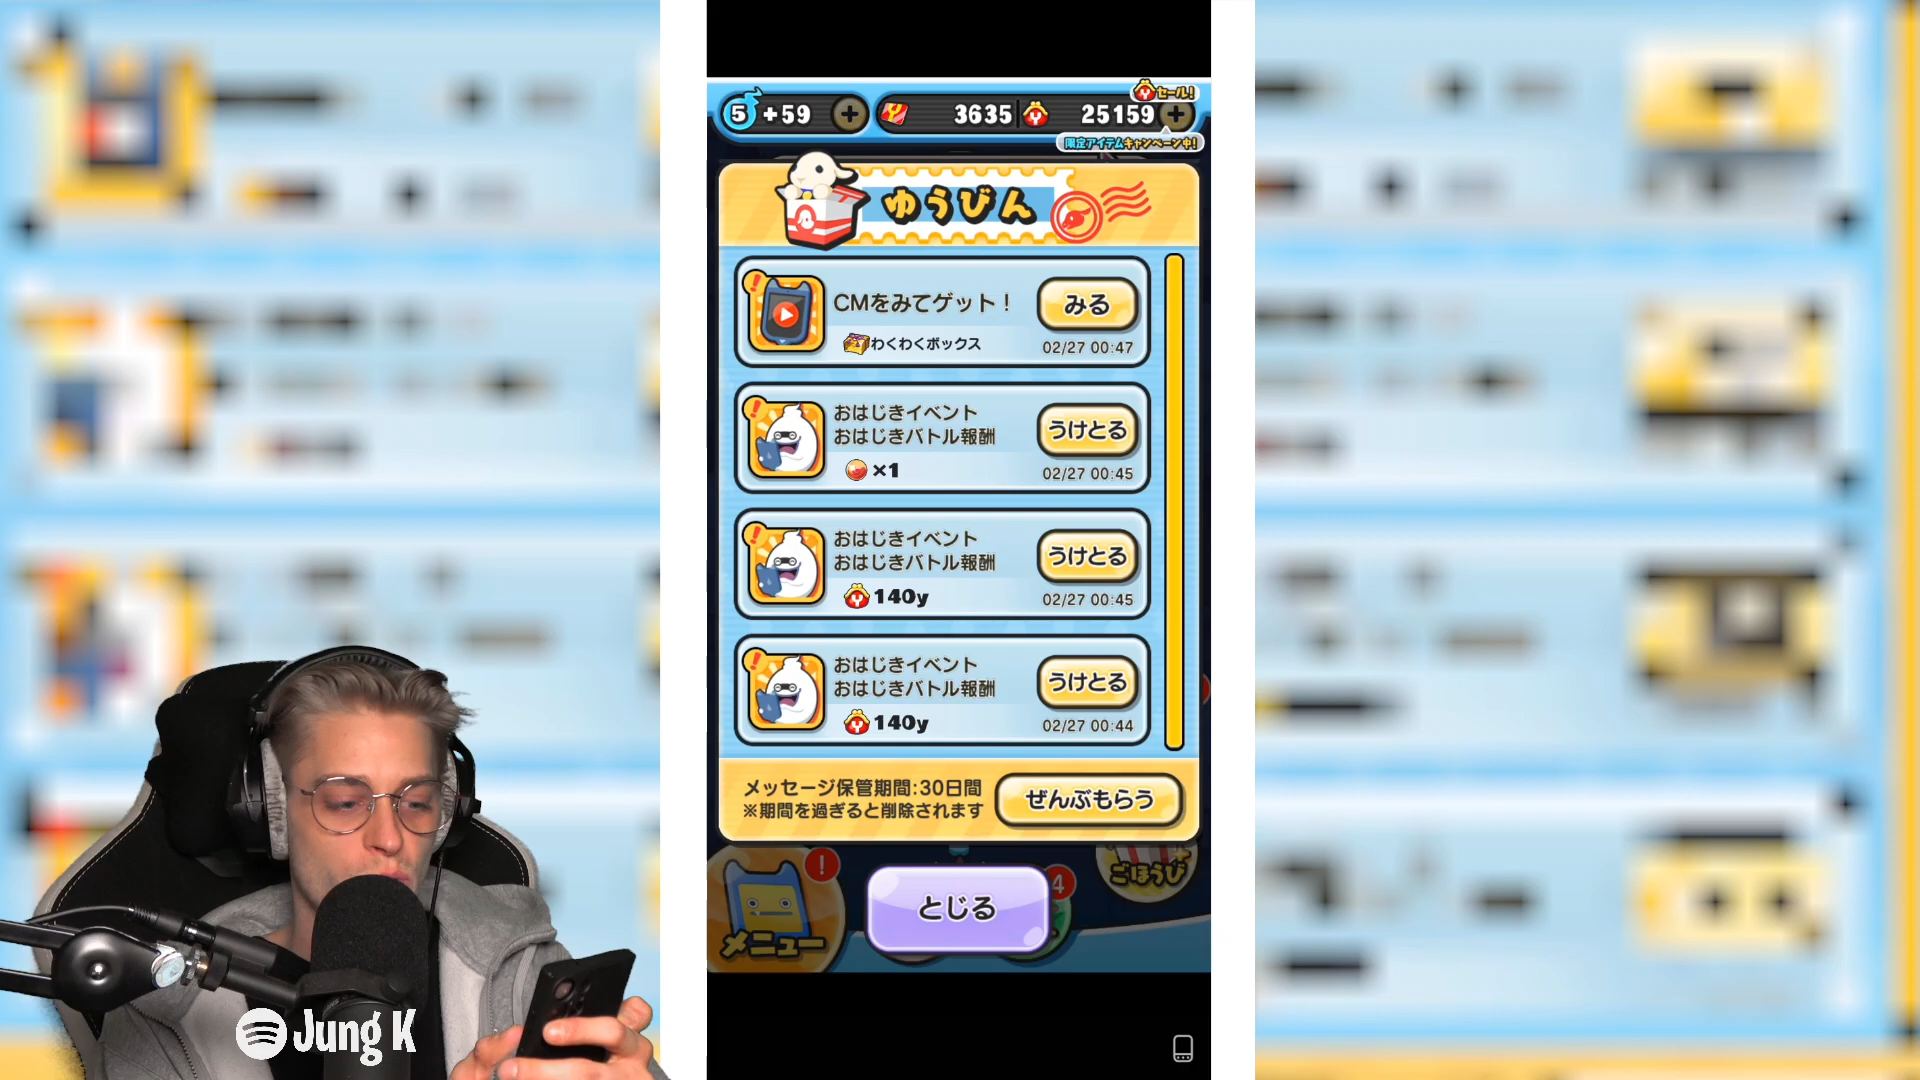 セール!
5 +59
3635
25159
限定アイテムキャンペーン中!
ゆうびん
CMをみてゲット!
みる
わくわくボックス
02/27 00:47
おはじきイベント
おはじきバトル報酬
うけとる
×1
02/27 00:45
おはじきイベント
おはじきバトル報酬
うけとる
140y
02/27 00:45
おはじきイベント
おはじきバトル報酬
うけとる
140y
02/27 00:44
メッセージ保管期間:30日間
※期間を過ぎると削除されます
ぜんぶもらう
メニュー
!
とじる
4
ごほうび
Jung K